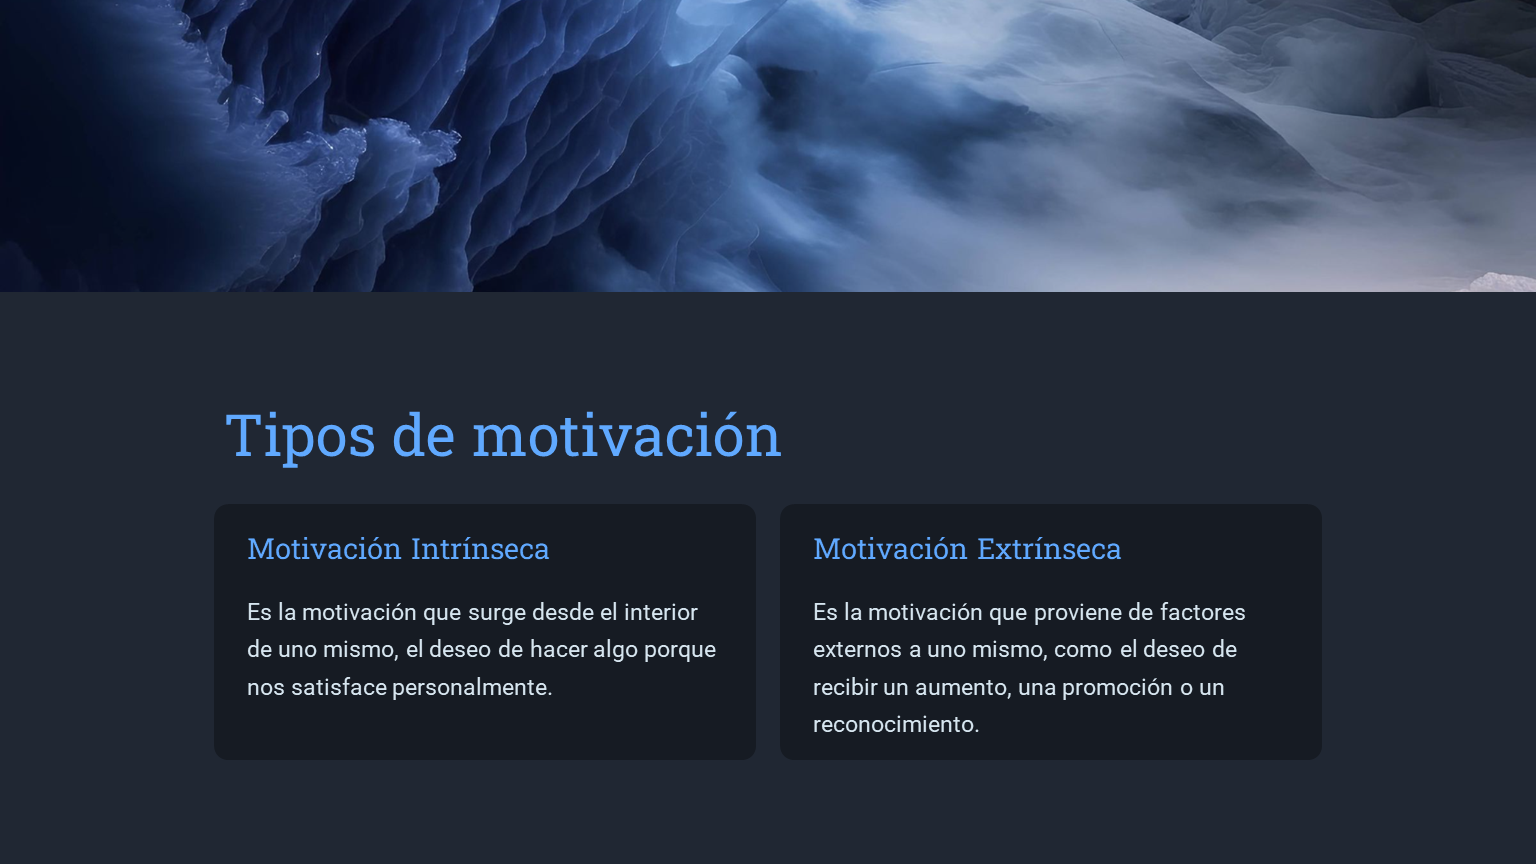 Tipos de motivación
Motivación Intrínseca
Es la motivación que surge desde el interior
de uno mismo, el deseo de hacer algo porque
nos satisface personalmente.
Motivación Extrínseca
Es la motivación que proviene de factores
externos a uno mismo, como el deseo de
recibir un aumento, una promoción o un
reconocimiento.